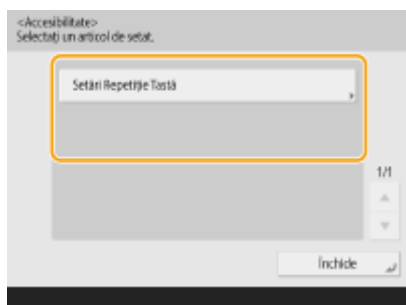 <Accesibilitate>
Selectați un articol de setat.
Setări Repetiție Tastă
1/1
Închide